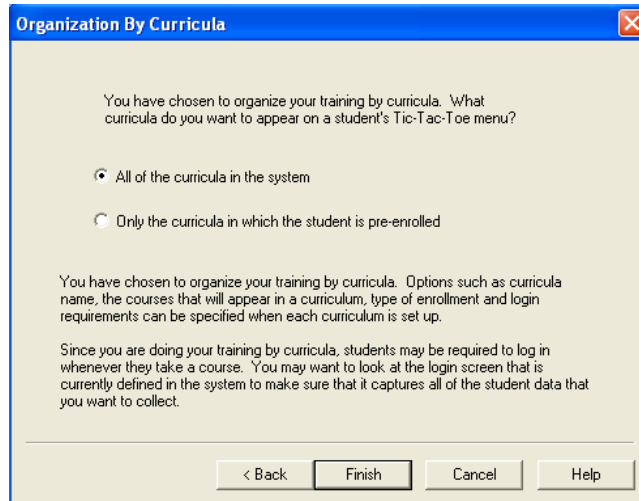 Organization By Curricula
You have chosen to organize your training by curricula. What
curricula do you want to appear on a student's Tic-Tac-Toe menu?
All of the curricula in the system
Only the curricula in which the student is pre-enrolled
You have chosen to organize your training by curricula. Options such as curricula
name, the courses that will appear in a curriculum, type of enrollment and login
requirements can be specified when each curriculum is set up.
Since you are doing your training by curricula, students may be required to log in
whenever they take a course. You may want to look at the login screen that is
currently defined in the system to make sure that it captures all of the student data that
you want to collect.
< Back Finish Cancel Help